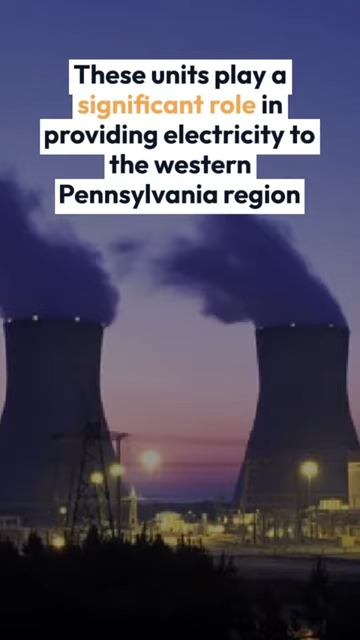 These units play a
significant role in
providing electricity to
the western
Pennsylvania region